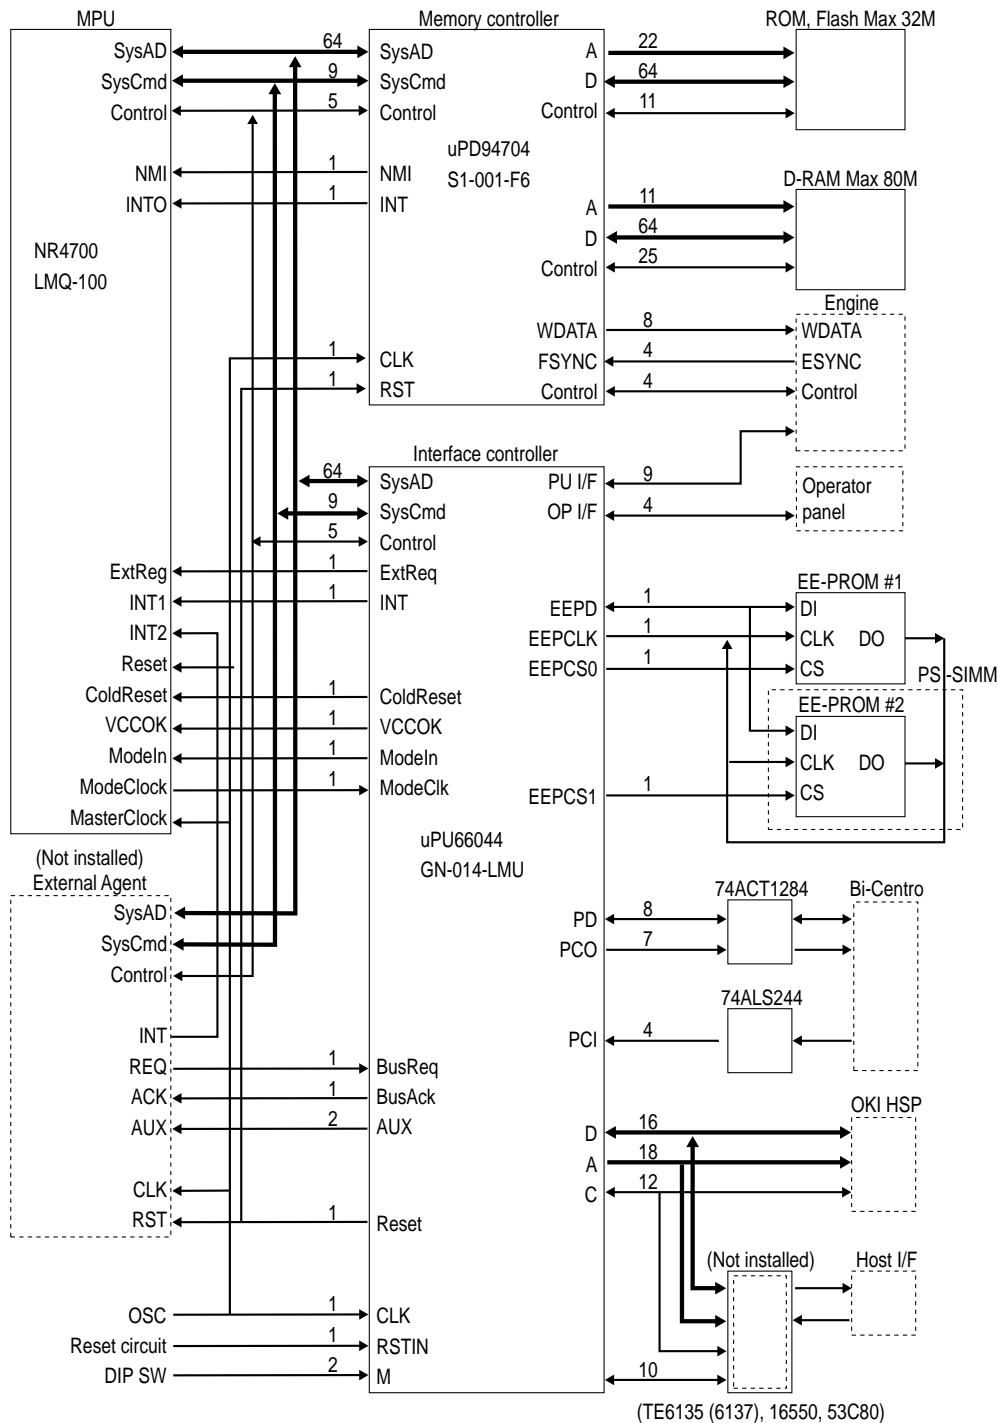 MPU
Memory controller
ROM, Flash Max 32M
SysAD
64
SysAD
A
22
SysCmd
9
SysCmd
D
64
Control
5
Control
Control
11
uPD94704
S1-001-F6
NMI
1
NMI
INTO
1
INT
D-RAM Max 80M
A
11
D
64
Control
25
NR4700
LMQ-100
Engine
WDATA
8
WDATA
1
CLK
FSYNC
4
ESYNC
1
RST
Control
4
Control
Interface controller
64
SysAD
PU I/F
9
9
SysCmd
OP I/F
4
Operator
panel
5
Control
ExtReg
1
ExtReq
EE-PROM #1
INT1
1
INT
EEPD
1
DI
INT2
EEPCLK
1
CLK
DO
Reset
EEPCS0
1
CS
PS -SIMM
ColdReset
1
ColdReset
EE-PROM #2
VCCOK
1
VCCOK
DI
ModeIn
1
ModeIn
CLK
DO
ModeClock
1
ModeClk
EEPCS1
1
CS
MasterClock
uPU66044
GN-014-LMU
(Not installed)
External Agent
74ACT1284
Bi-Centro
SysAD
PD
8
SysCmd
PCO
7
Control
74ALS244
INT
PCI
4
REQ
1
BusReq
ACK
1
BusAck
OKI HSP
AUX
2
AUX
D
16
A
18
CLK
C
12
RST
1
Reset
(Not installed)
Host I/F
OSC
1
CLK
Reset circuit
1
RSTIN
DIP SW
2
M
10
(TE6135 (6137), 16550, 53C80)